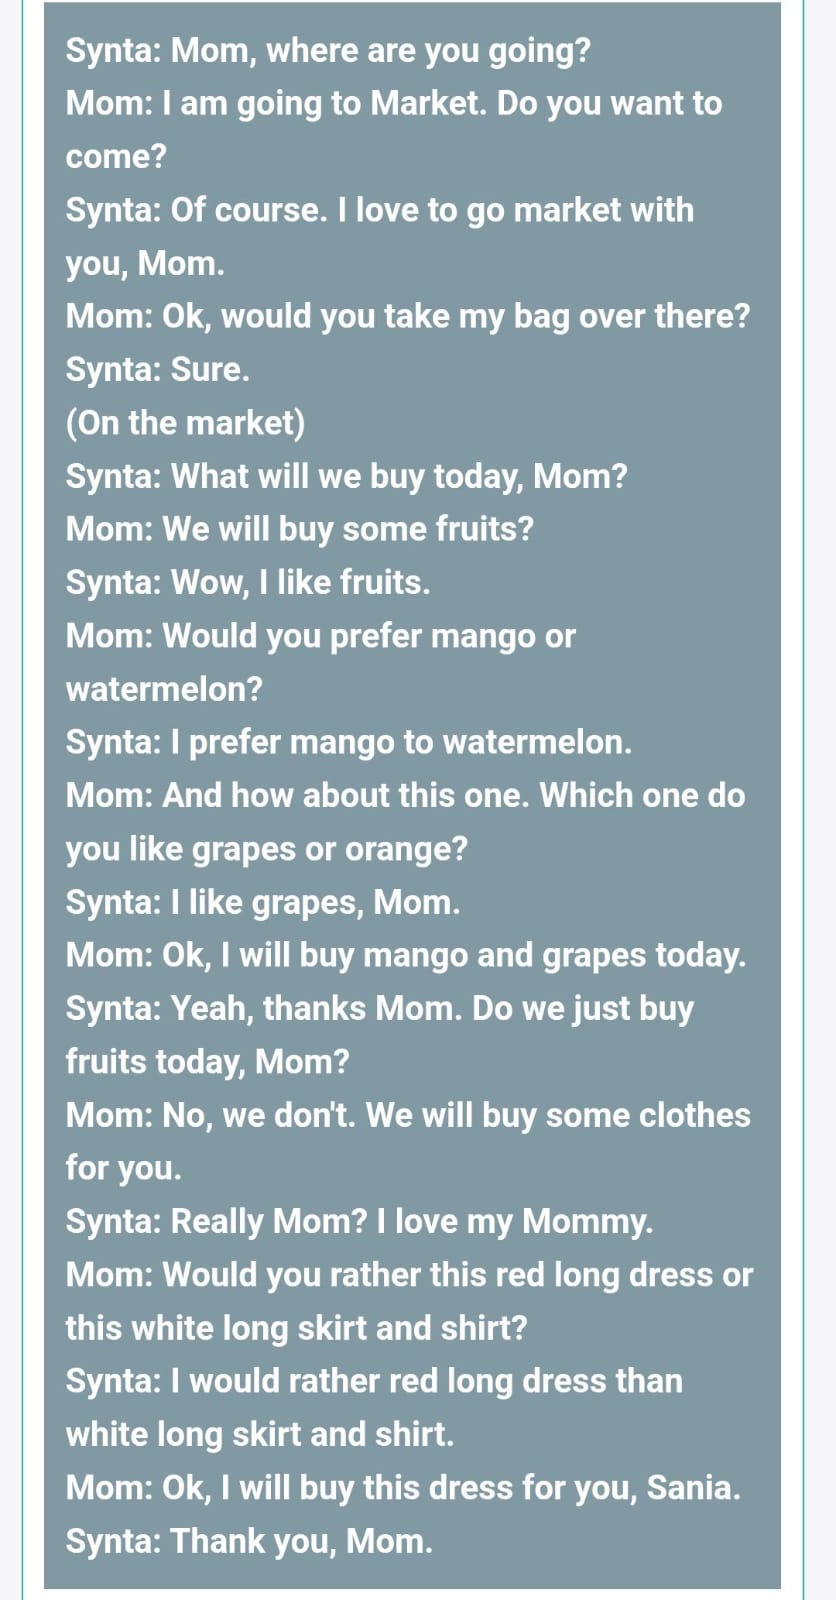 Synta: Mom, where are you going?
Mom: I am going to Market. Do you want to
come?
Synta: Of course. I love to go market with
you, Mom.
Mom: Ok, would you take my bag over there?
Synta: Sure.
(On the market)
Synta: What will we buy today, Mom?
Mom: We will buy some fruits?
Synta: Wow, I like fruits.
Mom: Would you prefer mango or
watermelon?
Synta: I prefer mango to watermelon.
Mom: And how about this one. Which one do
you like grapes or orange?
Synta: I like grapes, Mom.
Mom: Ok, I will buy mango and grapes today.
Synta: Yeah, thanks Mom. Do we just buy
fruits today, Mom?
Mom: No, we don't. We will buy some clothes
for you.
Synta: Really Mom? I love my Mommy.
Mom: Would you rather this red long dress or
this white long skirt and shirt?
Synta: I would rather red long dress than
white long skirt and shirt.
Mom: Ok, I will buy this dress for you, Sania.
Synta: Thank you, Mom.